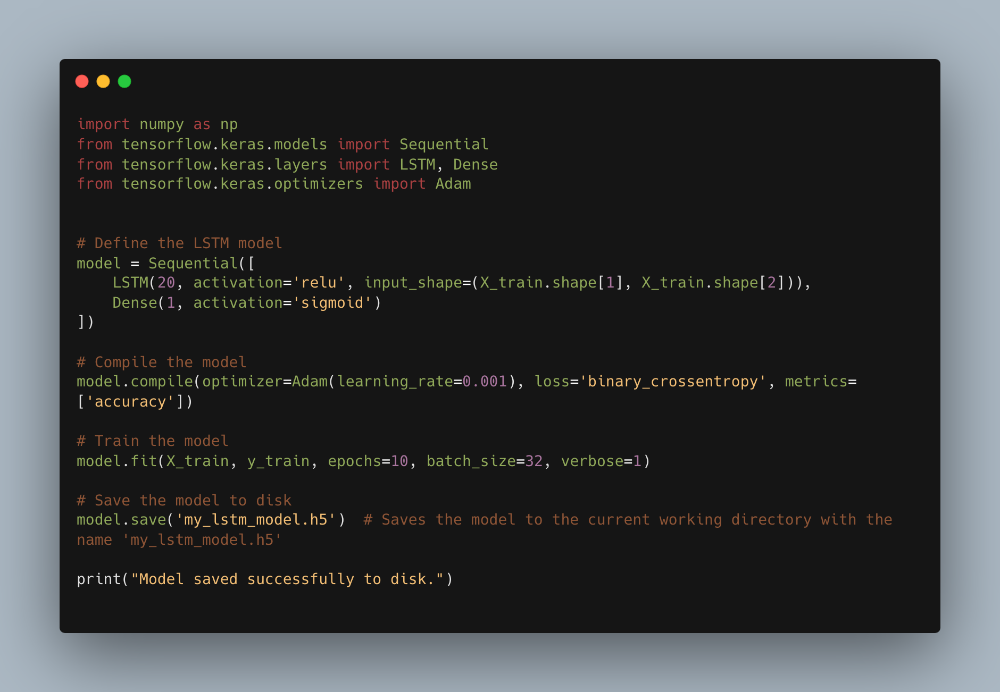 import numpy as np
from tensorflow.keras.models import Sequential
from tensorflow.keras.layers import LSTM, Dense
from tensorflow.keras.optimizers import Adam
# Define the LSTM model
model = Sequential([
    LSTM(20, activation='relu', input_shape=(X_train.shape[1], X_train.shape[2])),
    Dense(1, activation='sigmoid')
])
# Compile the model
model.compile(optimizer=Adam(learning_rate=0.001), loss='binary_crossentropy', metrics=
['accuracy'])
# Train the model
model.fit(X_train, y_train, epochs=10, batch_size=32, verbose=1)
# Save the model to disk
model.save('my_lstm_model.h5')  # Saves the model to the current working directory with the
name 'my_lstm_model.h5'
print("Model saved successfully to disk.")